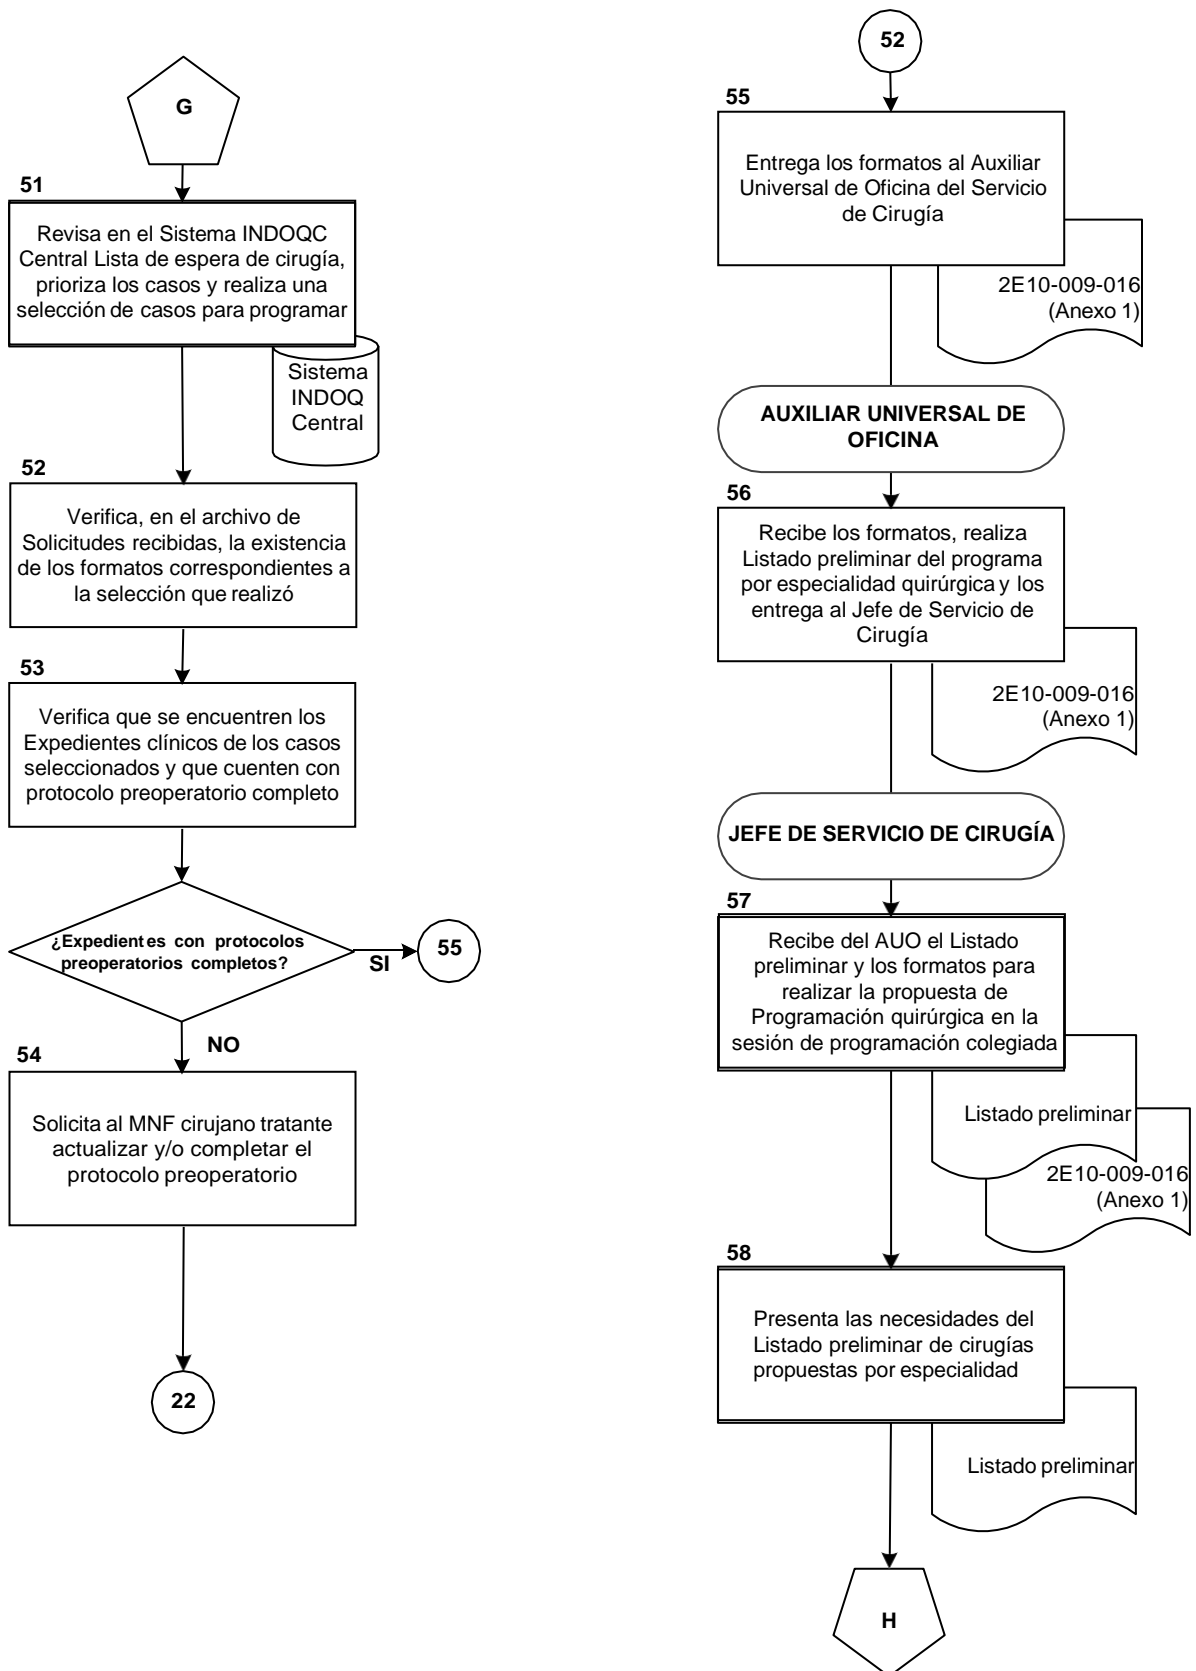 G
51
Revisa en el Sistema INDOQC
Central Lista de espera de cirugía,
prioriza los casos y realiza una
selección de casos para programar
Sistema
INDOQ
Central
52
Verifica, en el archivo de
Solicitudes recibidas, la existencia
de los formatos correspondientes a
la selección que realizó
53
Verifica que se encuentren los
Expedientes clínicos de los casos
seleccionados y que cuenten con
protocolo preoperatorio completo
¿Expedientes con protocolos
preoperatorios completos?
SI
55
NO
54
Solicita al MNF cirujano tratante
actualizar y/o completar el
protocolo preoperatorio
22
52
55
Entrega los formatos al Auxiliar
Universal de Oficina del Servicio
de Cirugía
2E10-009-016
(Anexo 1)
AUXILIAR UNIVERSAL DE
OFICINA
56
Recibe los formatos, realiza
Listado preliminar del programa
por especialidad quirúrgica y los
entrega al Jefe de Servicio de
Cirugía
2E10-009-016
(Anexo 1)
JEFE DE SERVICIO DE CIRUGÍA
57
Recibe del AUO el Listado
preliminar y los formatos para
realizar la propuesta de
Programación quirúrgica en la
sesión de programación colegiada
Listado preliminar
2E10-009-016
(Anexo 1)
58
Presenta las necesidades del
Listado preliminar de cirugías
propuestas por especialidad
Listado preliminar
H